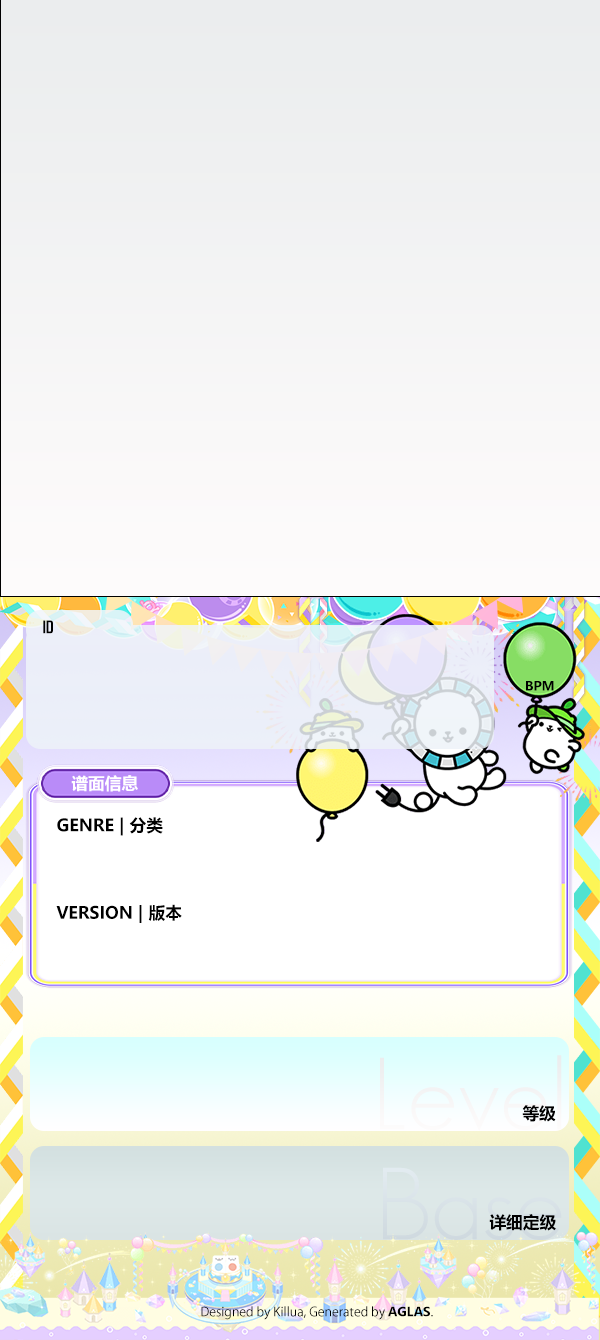 ID
BPM
谱面信息
GENRE | 分类
VERSION | 版本
Level
等级
Base
详细定级
Designed by Killua, Generated by AGLAS.